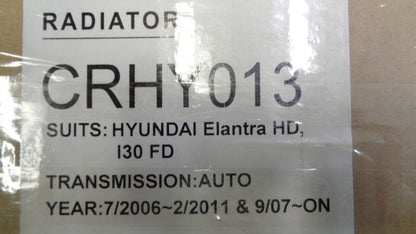 RADIATOR
CRHY013
SUITS: HYUNDAI Elantra HD,
I30 FD
TRANSMISSION:AUTO
YEAR:7/2006~2/2011 & 9/07~ON